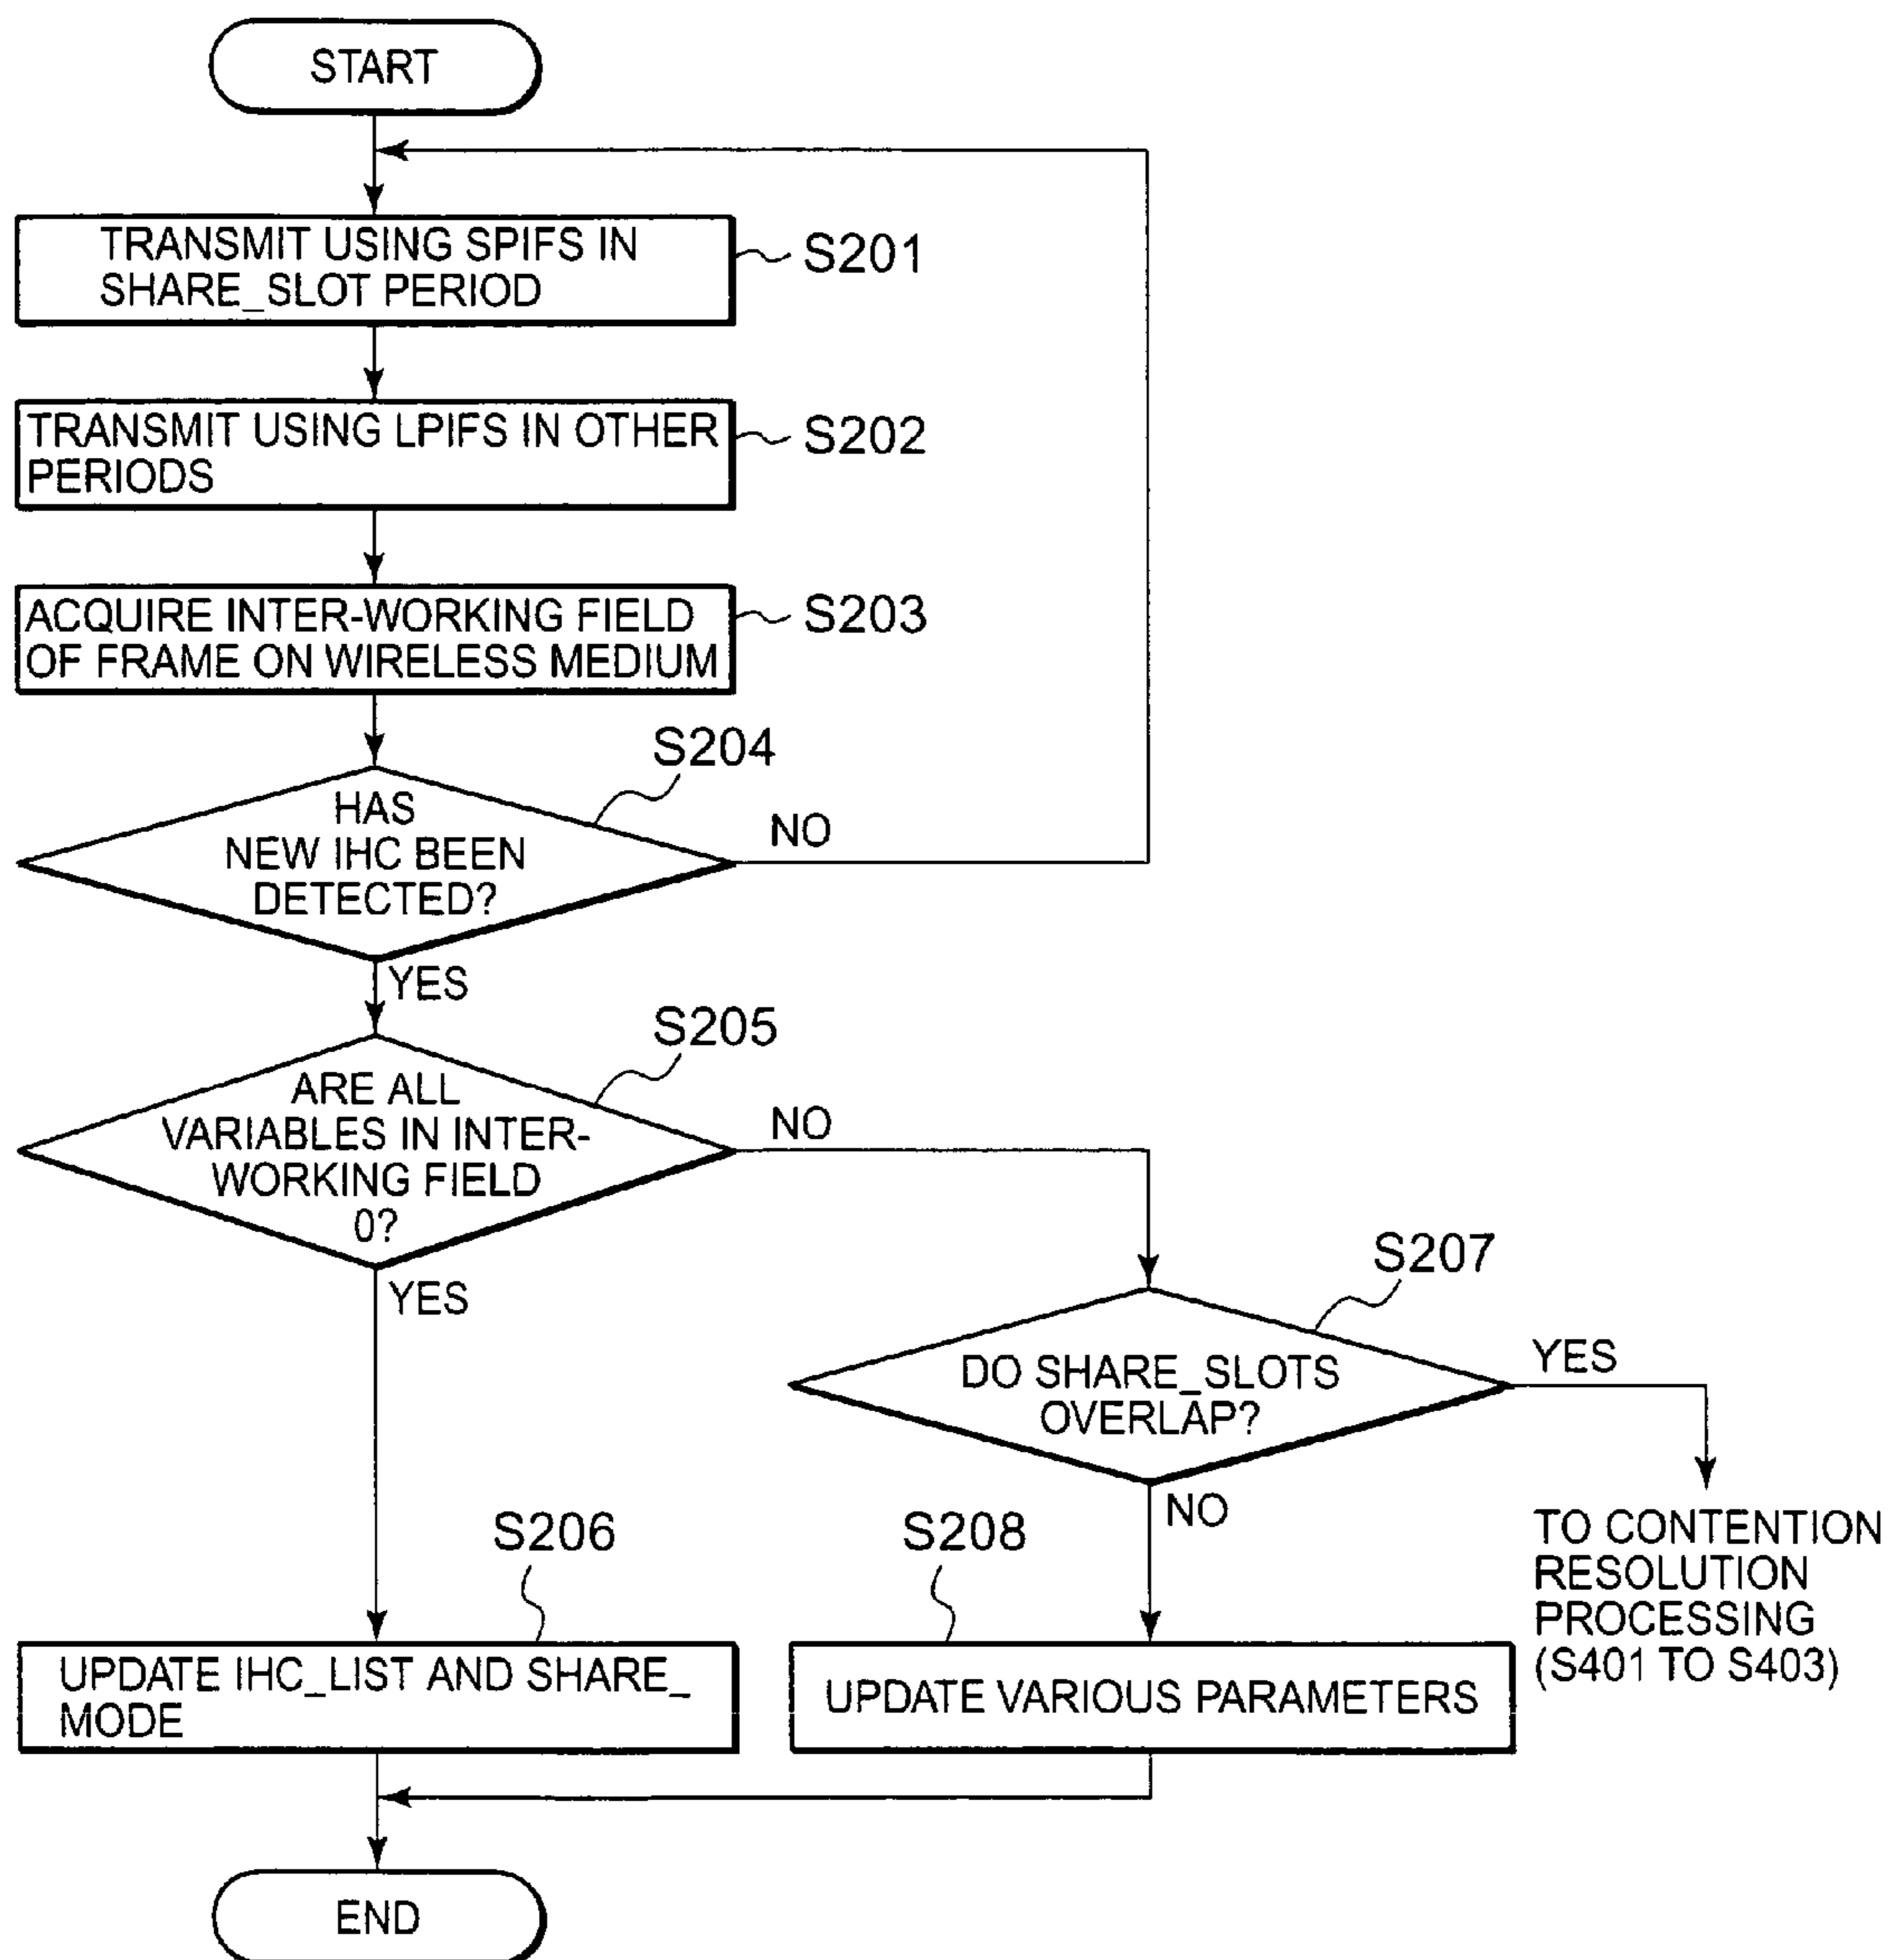 START
TRANSMIT USING SPIFS IN
SHARE_SLOT PERIOD
S201
TRANSMIT USING LPIFS IN OTHER
PERIODS
S202
ACQUIRE INTER-WORKING FIELD
OF FRAME ON WIRELESS MEDIUM
S203
S204
HAS
NEW IHC BEEN
DETECTED?
NO
YES
S205
ARE ALL
VARIABLES IN INTER-
WORKING FIELD
0?
NO
YES
S207
DO SHARE_SLOTS
OVERLAP?
YES
NO
TO CONTENTION
RESOLUTION
PROCESSING
(S401 TO S403)
S206
UPDATE IHC_LIST AND SHARE_
MODE
S208
UPDATE VARIOUS PARAMETERS
END